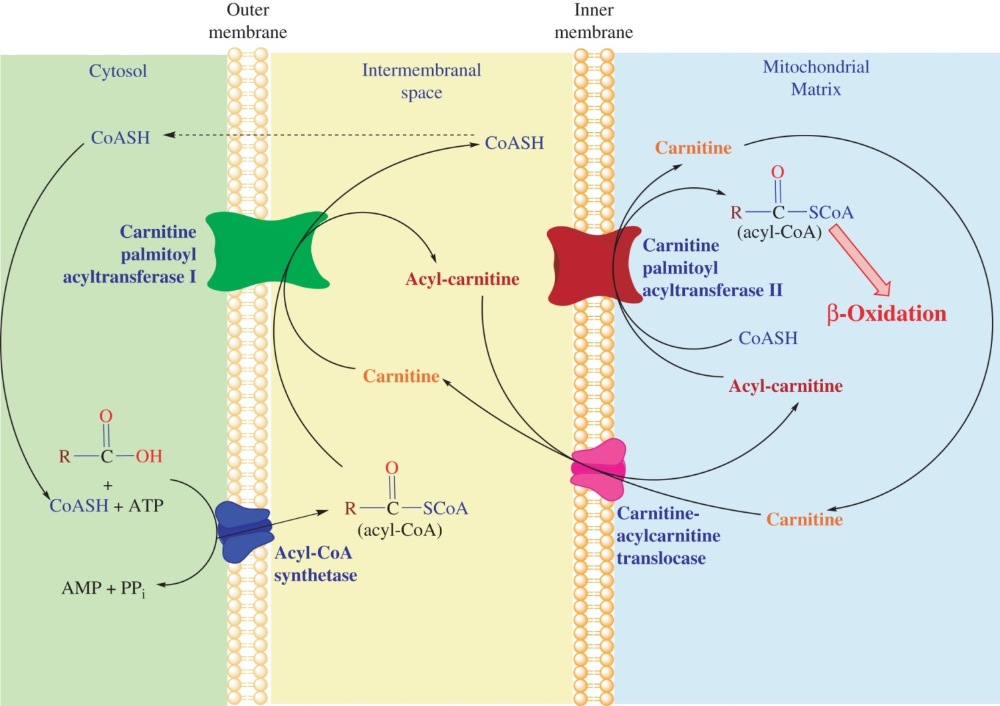 Outer
membrane
Inner
membrane
Cytosol
Intermembranal
space
Mitochondrial
Matrix
CoASH
CoASH
Carnitine
O
R—C—SCoA
(acyl-CoA)
Carnitine
palmitoyl
acyltransferase I
Carnitine
palmitoyl
acyltransferase II
Acyl-carnitine
β-Oxidation
CoASH
Carnitine
Acyl-carnitine
O
R—C—OH
+
CoASH + ATP
O
R—C—SCoA
(acyl-CoA)
Carnitine-
acylcarnitine
translocase
Carnitine
Acyl-CoA
synthetase
AMP + PPi